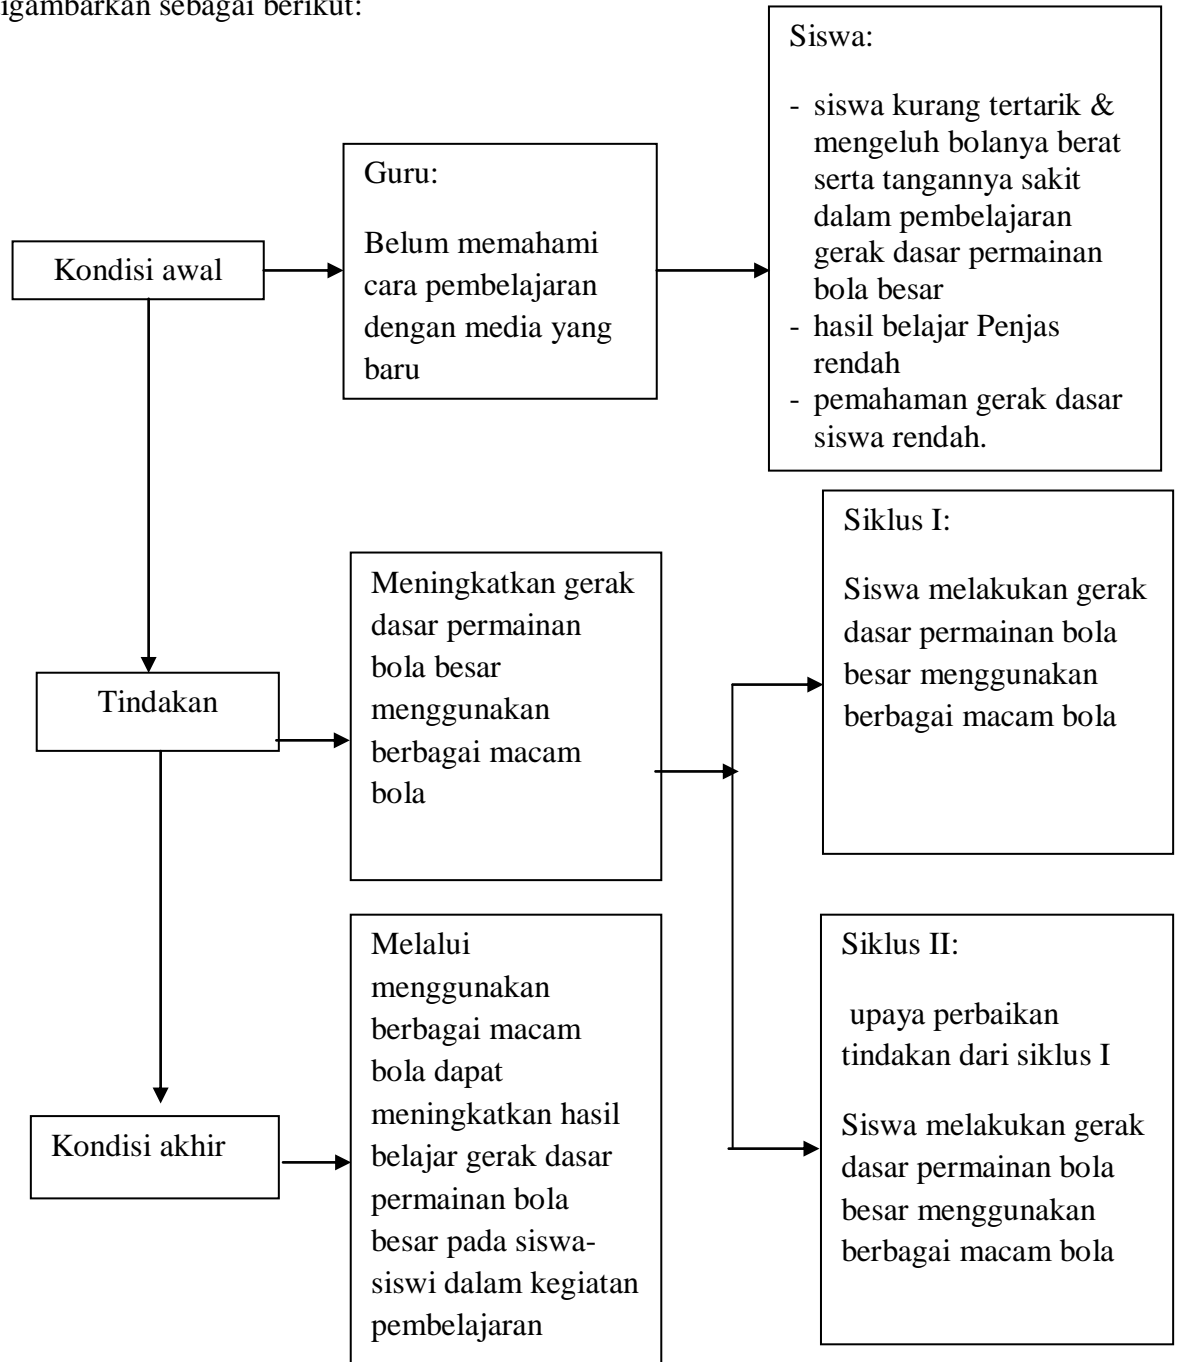 igambarkan sebagai berikut:
Siswa:
- siswa kurang tertarik &
mengeluh bolanya berat
serta tangannya sakit
dalam pembelajaran
gerak dasar permainan
bola besar
- hasil belajar Penjas
rendah
- pemahaman gerak dasar
siswa rendah.
Guru:
Belum memahami
cara pembelajaran
dengan media yang
baru
Kondisi awal
Siklus I:
Siswa melakukan gerak
dasar permainan bola
besar menggunakan
berbagai macam bola
Meningkatkan gerak
dasar permainan
bola besar
menggunakan
berbagai macam
bola
Tindakan
Melalui
menggunakan
berbagai macam
bola dapat
meningkatkan hasil
belajar gerak dasar
permainan bola
besar pada siswa-
siswi dalam kegiatan
pembelajaran
Siklus II:
upaya perbaikan
tindakan dari siklus I
Siswa melakukan gerak
dasar permainan bola
besar menggunakan
berbagai macam bola
Kondisi akhir